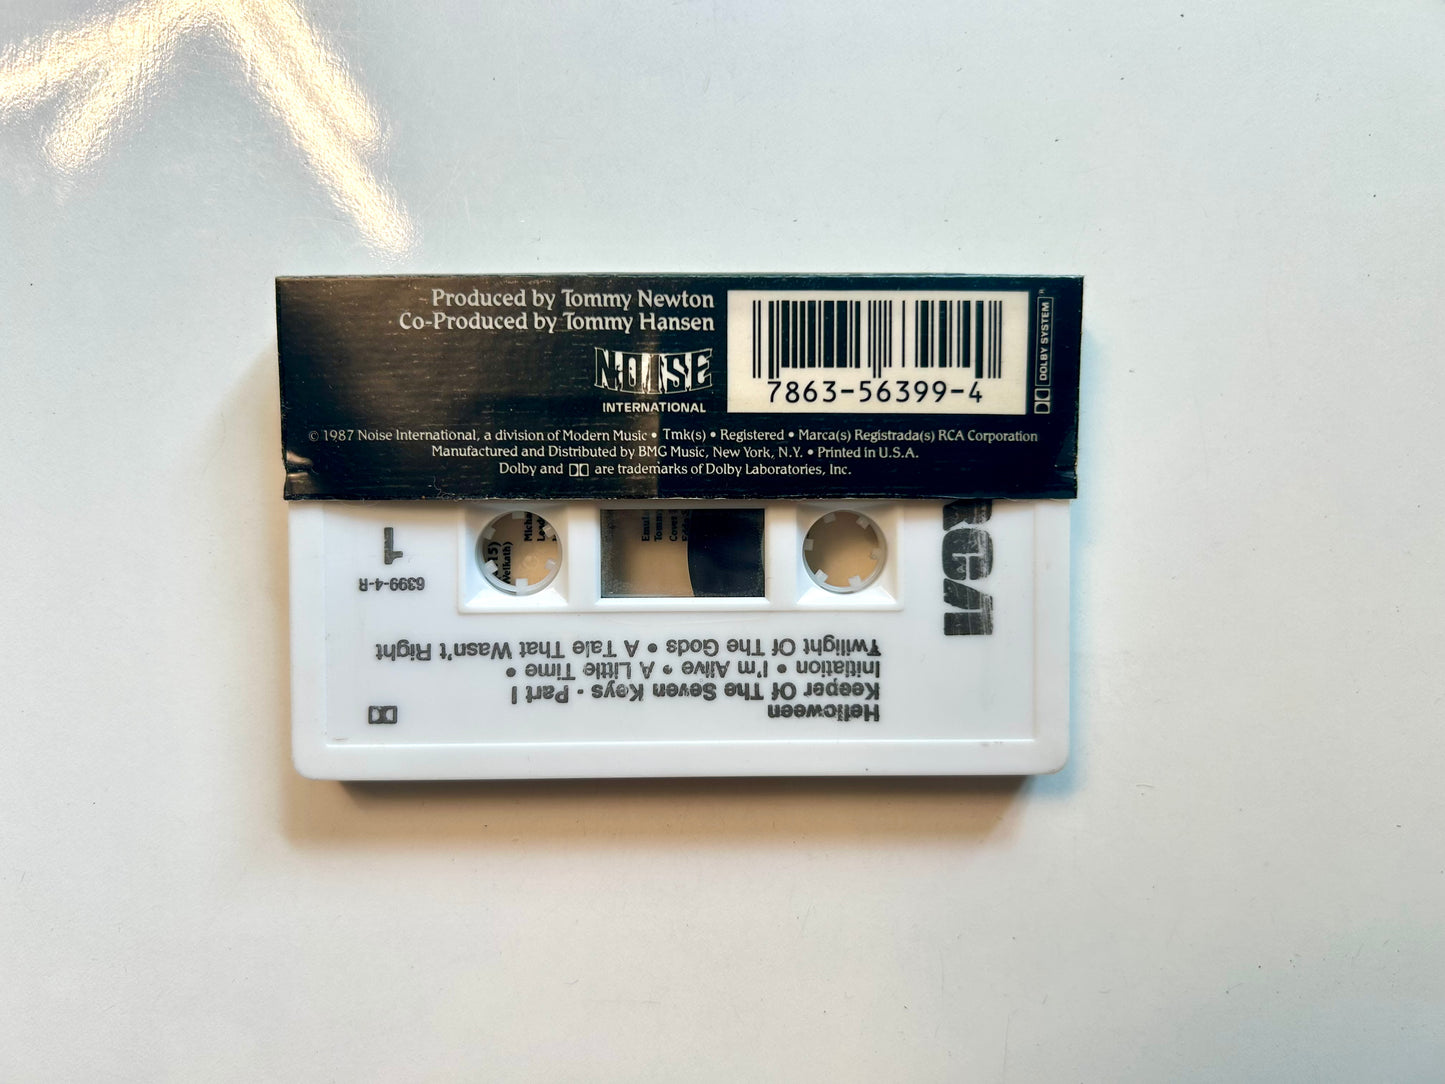 Produced by Tommy Newton
Co-Produced by Tommy Hansen
NOISE
INTERNATIONAL
7863-56399-4
DOLBY SYSTEM
© 1987 Noise International, a division of Modern Music • Tmk(s) • Registered • Marca(s) Registrada(s) RCA Corporation
Manufactured and Distributed by BMG Music, New York, N.Y. • Printed in U.S.A.
Dolby and are trademarks of Dolby Laboratories, Inc.
Helloween
Keeper Of The Seven Keys - Part I
Initiation • I'm Alive • A Little Time •
Twilight Of The Gods • A Tale That Wasn't Right
6399-4-R
1